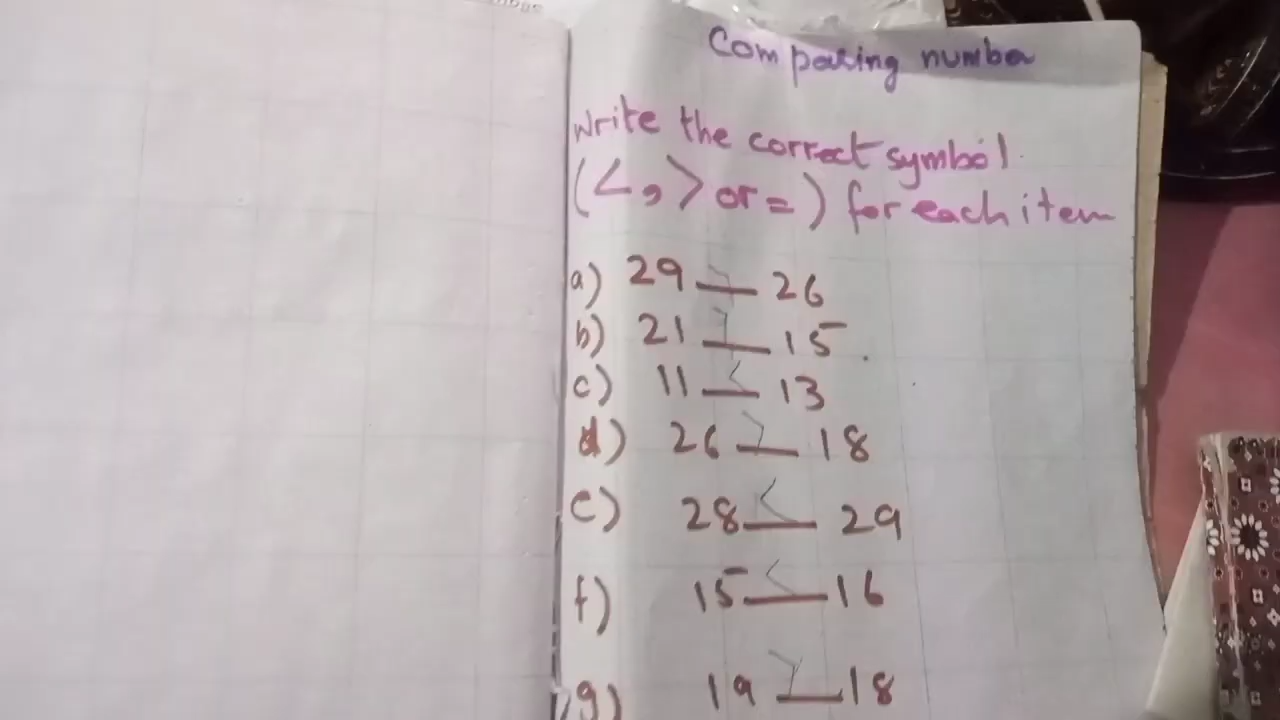 Comparing number
Write the correct symbol.
(<, > or =) for each item
a) 29 > 26
b) 21 > 15.
c) 11 < 13
d) 26 > 18
e) 28 < 29
f) 15 < 16
g) 19 > 18